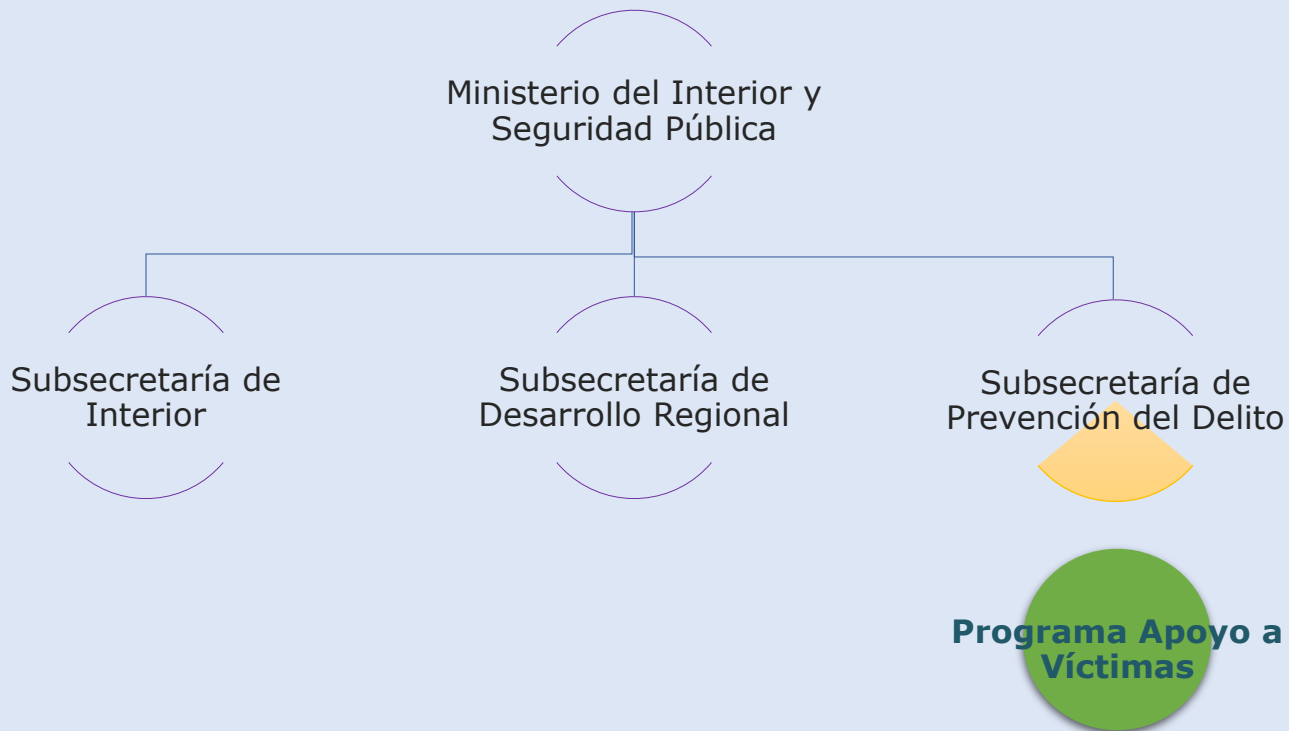 Ministerio del Interior y
Seguridad Pública
Subsecretaría de
Interior
Subsecretaría de
Desarrollo Regional
Subsecretaría de
Prevención del Delito
Programa Apoyo a
Víctimas